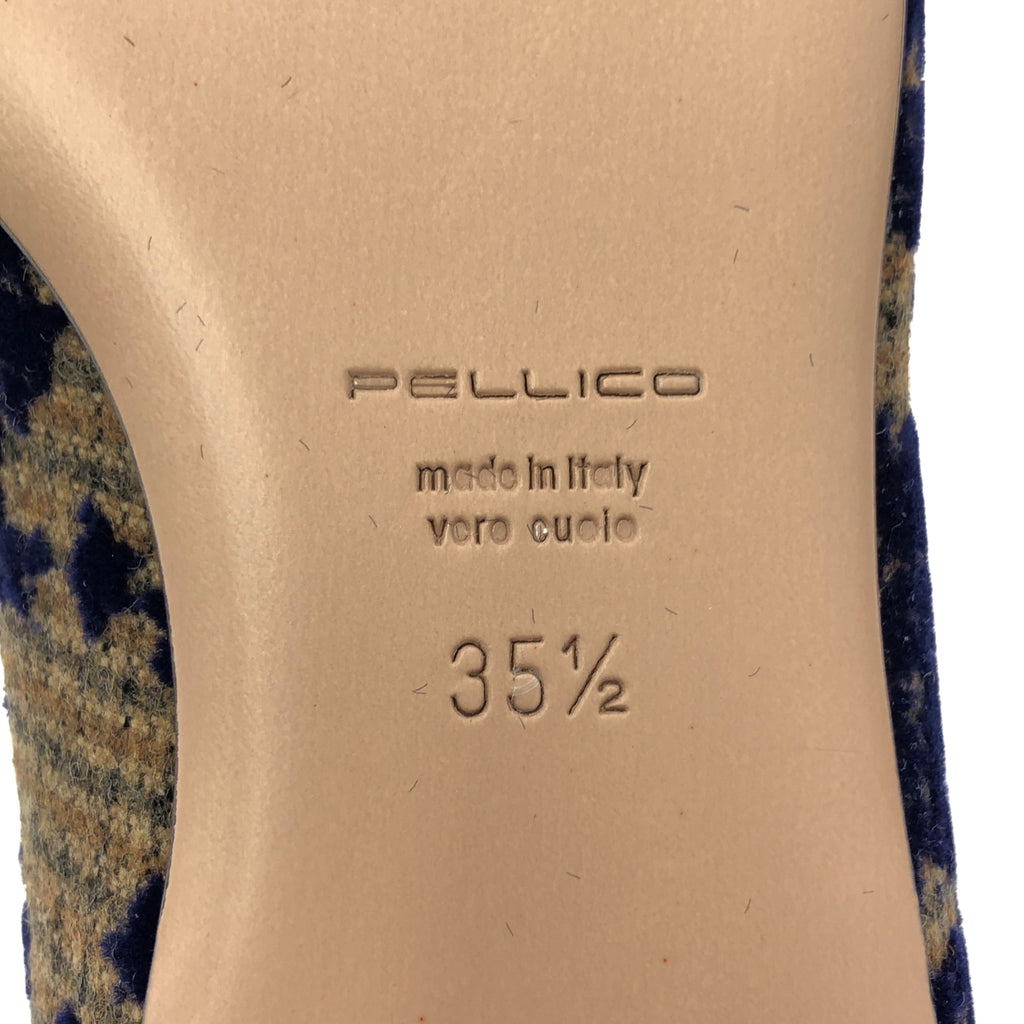 PELLICO
made in Italy
vero cuoio
35½